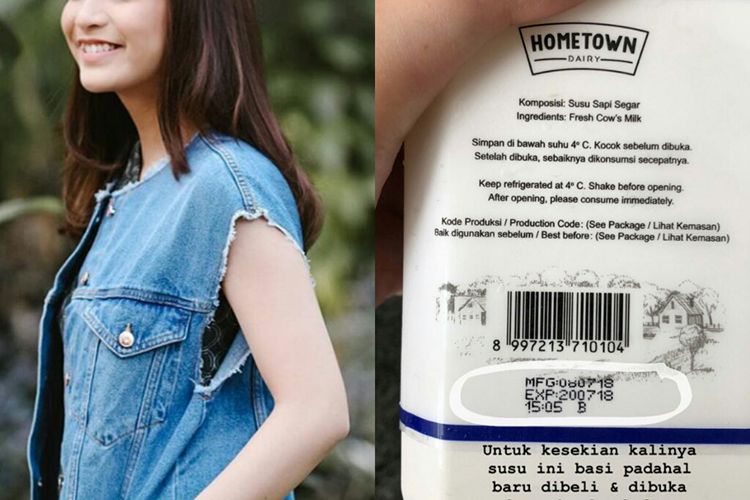 HOMETOWN
DAIRY
Komposisi: Susu Sapi Segar
Ingredients: Fresh Cow's Milk
Simpan di bawah suhu 4º C. Kocok sebelum dibuka.
Setelah dibuka, sebaiknya dikonsumsi secepatnya.
Keep refrigerated at 4º C. Shake before opening.
After opening, please consume immediately.
Kode Produksi / Production Code: (See Package / Lihat Kemasan)
Baik digunakan sebelum / Best before: (See Package / Lihat Kemasan)
8 997213 710104
MFG:080718
EXP:200718
15:05 B
Untuk kesekian kalinya
susu ini basi padahal
baru dibeli & dibuka